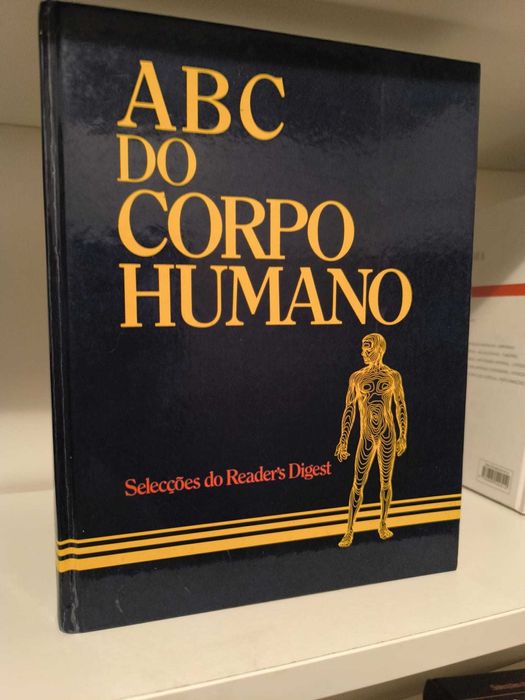 ABC
DO
CORPO
HUMANO
Selecções do Reader's Digest